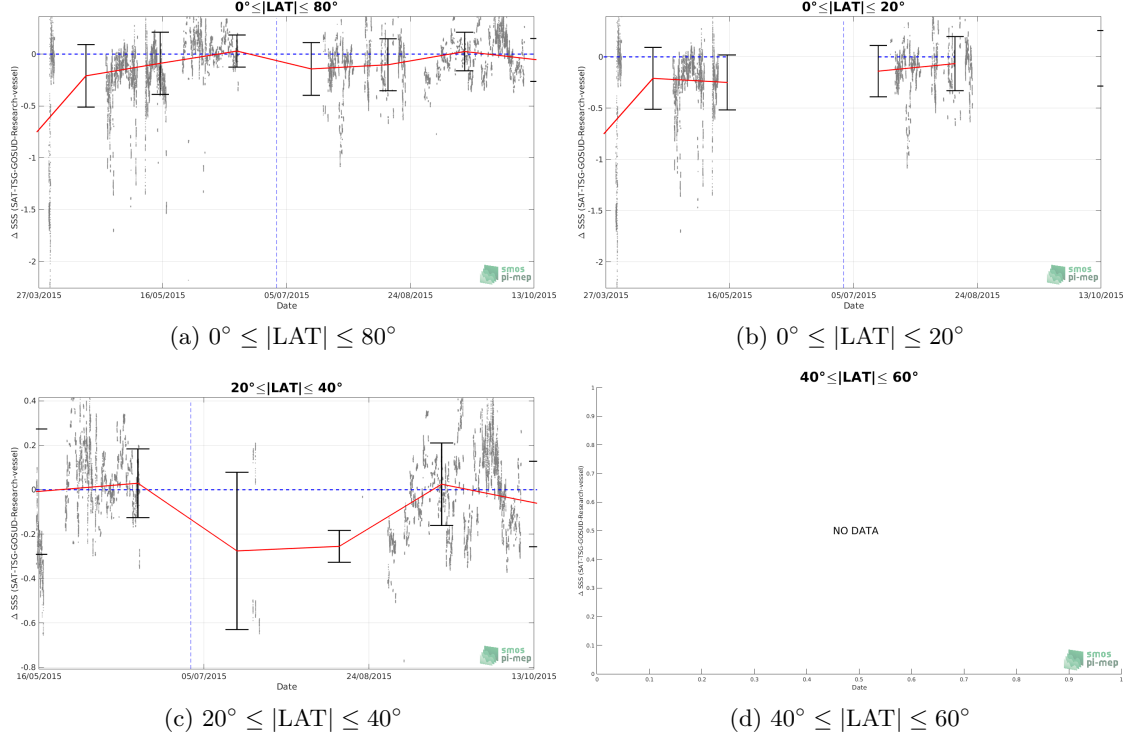 0°≤|LAT|≤ 80°
0
-0.5
-1
-1.5
-2
Δ SSS (SAT-TSG-GOSUD-Research-vessel)
27/03/2015 16/05/2015 05/07/2015 24/08/2015 13/10/2015
Date
smos
pi-mep
(a) 0° ≤ |LAT| ≤ 80°
0°≤|LAT|≤ 20°
0
-0.5
-1
-1.5
-2
Δ SSS (SAT-TSG-GOSUD-Research-vessel)
27/03/2015 16/05/2015 05/07/2015 24/08/2015 13/10/2015
Date
smos
pi-mep
(b) 0° ≤ |LAT| ≤ 20°
20°≤|LAT|≤ 40°
0.4
0.2
0
-0.2
-0.4
-0.6
-0.8
Δ SSS (SAT-TSG-GOSUD-Research-vessel)
16/05/2015 05/07/2015 24/08/2015 13/10/2015
Date
smos
pi-mep
(c) 20° ≤ |LAT| ≤ 40°
40°≤|LAT|≤ 60°
1
0.9
0.8
0.7
0.6
0.5
0.4
0.3
0.2
0.1
0
Δ SSS (SAT-TSG-GOSUD-Research-vessel)
NO DATA
0 0.1 0.2 0.3 0.4 0.5 0.6 0.7 0.8 0.9 1
Date
smos
pi-mep
(d) 40° ≤ |LAT| ≤ 60°